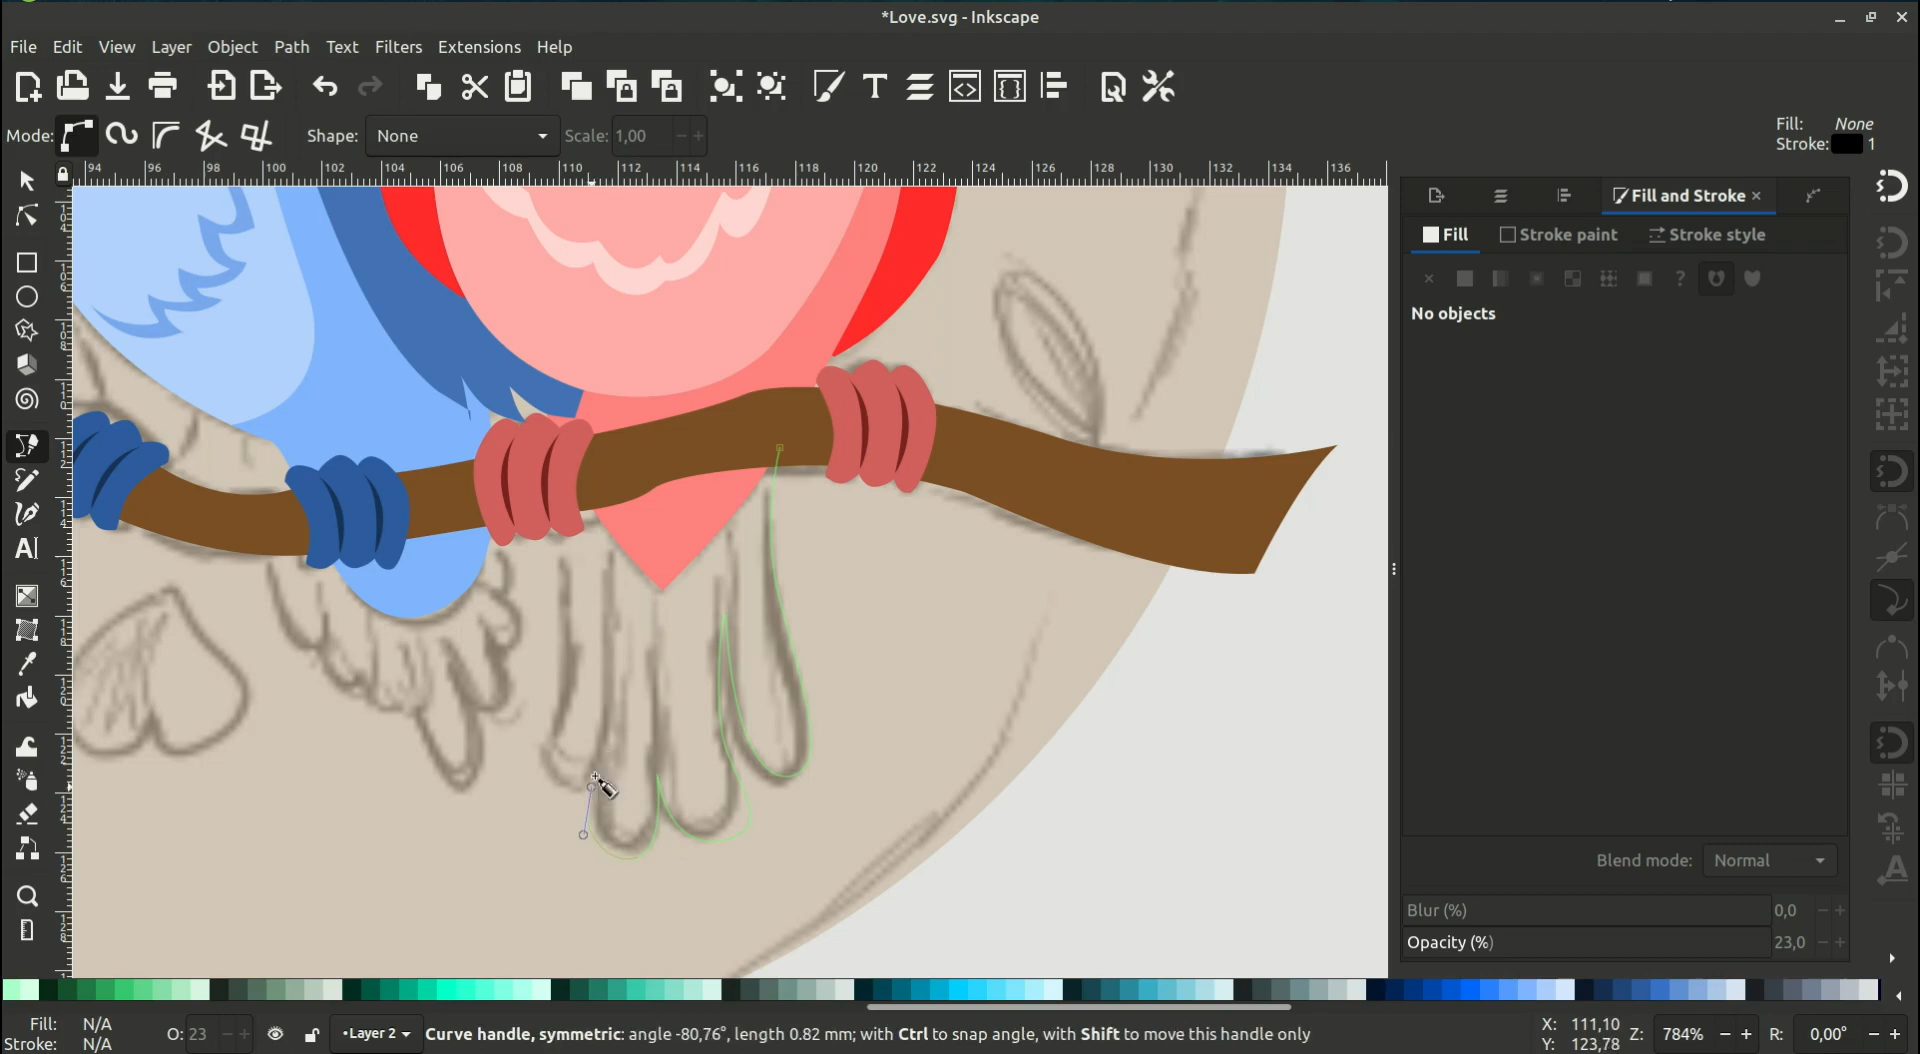 *Love.svg - Inkscape
File Edit View Layer Object Path Text Filters Extensions Help
Mode: Shape: None Scale: 1,00
Fill: None
Stroke: 1
94 96 98 100 102 104 106 108 110 112 114 116 118 120 122 124 126 128 130 132 134 136
Fill and Stroke ×
Fill Stroke paint Stroke style
No objects
Blend mode: Normal
Blur (%) 0,0
Opacity (%) 23,0
Fill: N/A
Stroke: N/A
O: 23
•Layer 2
Curve handle, symmetric: angle -80,76°, length 0.82 mm; with Ctrl to snap angle, with Shift to move this handle only
X: 111,10
Y: 123,78
Z: 784%
R: 0,00°